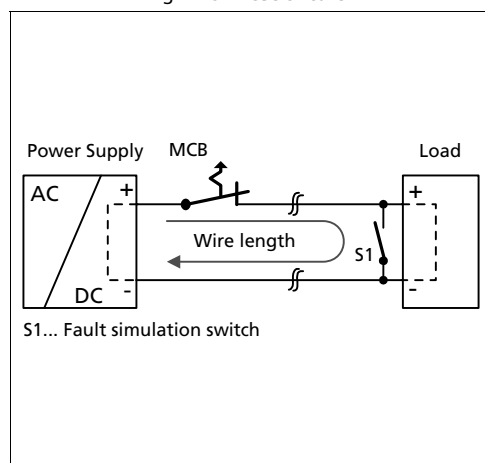 Power Supply MCB Load
AC + +
Wire length
S1
DC - -
S1... Fault simulation switch